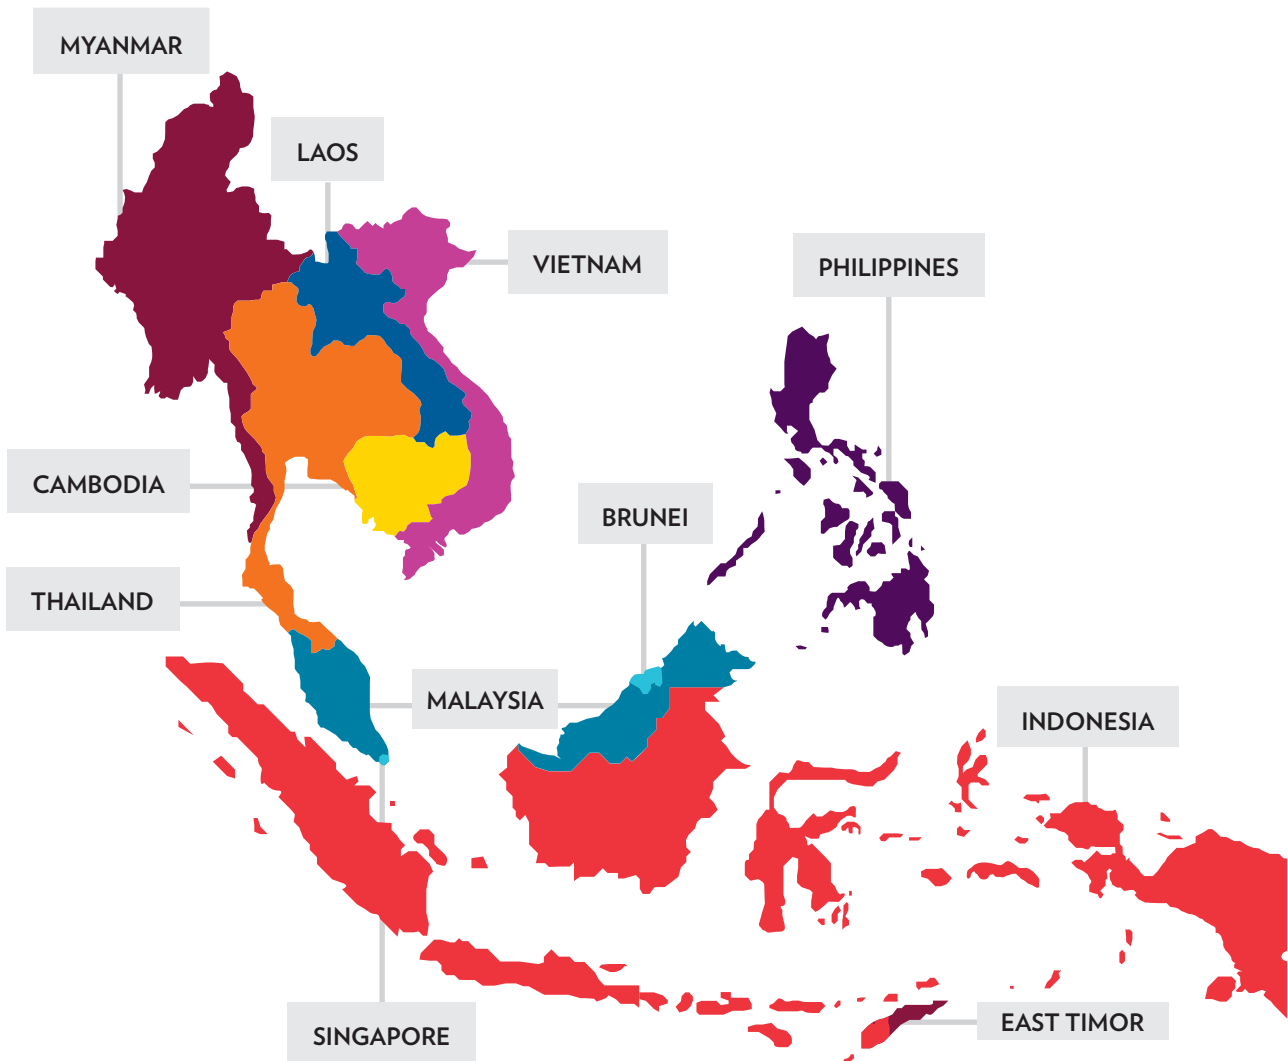 MYANMAR
LAOS
VIETNAM
PHILIPPINES
CAMBODIA
BRUNEI
THAILAND
MALAYSIA
INDONESIA
SINGAPORE
EAST TIMOR